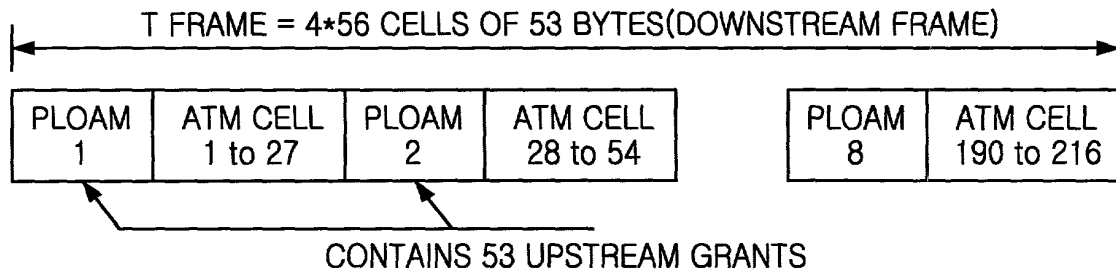 T FRAME = 4*56 CELLS OF 53 BYTES(DOWNSTREAM FRAME)
PLOAM 1
ATM CELL 1 to 27
PLOAM 2
ATM CELL 28 to 54
PLOAM 8
ATM CELL 190 to 216
CONTAINS 53 UPSTREAM GRANTS